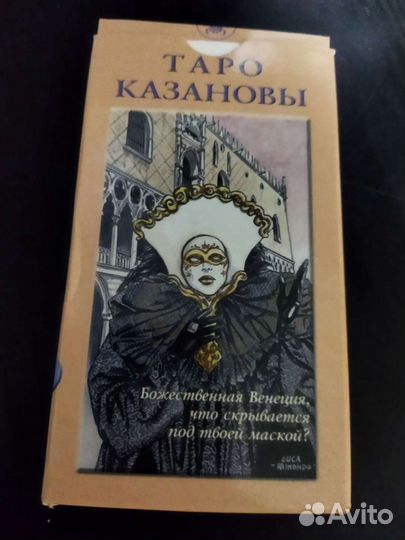 ТАРО
КАЗАНОВЫ
Божественная Венеция,
что скрывается
под твоей маской?
LUCA
RAIMONDO
Avito